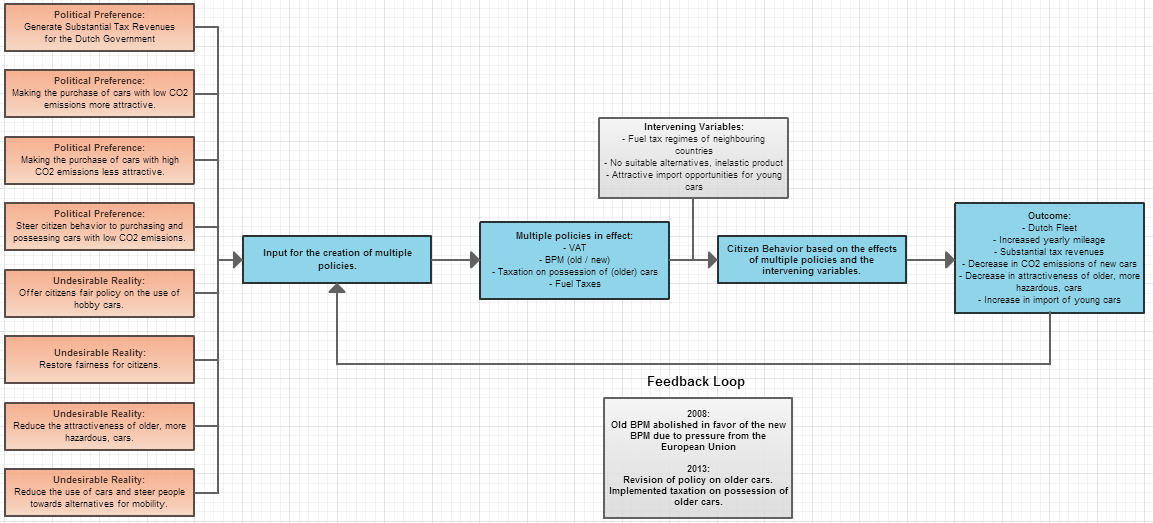 Political Preference:
Generate Substantial Tax Revenues
for the Dutch Government
Political Preference:
Making the purchase of cars with low CO2
emissions more attractive.
Political Preference:
Making the purchase of cars with high
CO2 emissions less attractive.
Political Preference:
Steer citizen behavior to purchasing and
possessing cars with low CO2 emissions.
Undesirable Reality:
Offer citizens fair policy on the use of
hobby cars.
Undesirable Reality:
Restore fairness for citizens.
Undesirable Reality:
Reduce the attractiveness of older, more
hazardous, cars.
Undesirable Reality:
Reduce the use of cars and steer people
towards alternatives for mobility.
Input for the creation of multiple
policies.
Multiple policies in effect:
- VAT
- BPM (old / new)
- Taxation on possession of (older) cars
- Fuel Taxes
Intervening Variables:
- Fuel tax regimes of neighbouring
countries
- No suitable alternatives, inelastic product
- Attractive import opportunities for young
cars
Citizen Behavior based on the effects
of multiple policies and the
intervening variables.
Outcome:
- Dutch Fleet
- Increased yearly mileage
- Substantial tax revenues
- Decrease in CO2 emissions of new cars
- Decrease in attractiveness of older, more
hazardous, cars
- Increase in import of young cars
Feedback Loop
2008:
Old BPM abolished in favor of the new
BPM due to pressure from the
European Union
2013:
Revision of policy on older cars.
Implemented taxation on possession of
older cars.